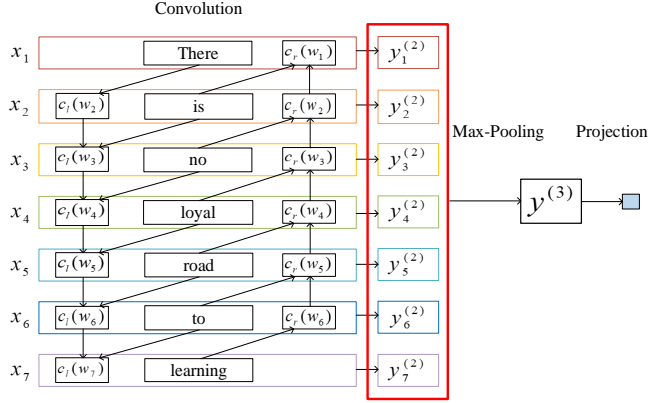 Convolution
x1 There cr(w1) y1(2)
x2 cl(w2) is cr(w2) y2(2)
Max-Pooling Projection
x3 cl(w3) no cr(w3) y3(2)
x4 cl(w4) loyal cr(w4) y4(2) y(3)
x5 cl(w5) road cr(w5) y5(2)
x6 cl(w6) to cr(w6) y6(2)
x7 cl(w7) learning y7(2)